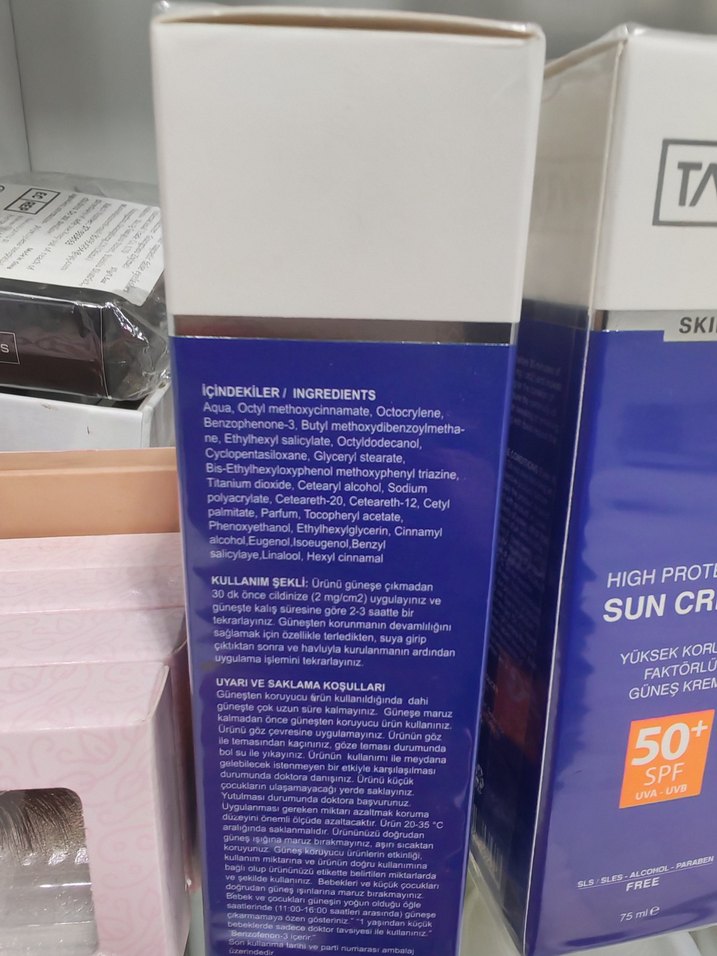 İÇİNDEKİLER / INGREDIENTS
Aqua, Octyl methoxycinnamate, Octocrylene,
Benzophenone-3, Butyl methoxydibenzoylmetha-
ne, Ethylhexyl salicylate, Octyldodecanol,
Cyclopentasiloxane, Glyceryl stearate,
Bis-Ethylhexyloxyphenol methoxyphenyl triazine,
Titanium dioxide, Cetearyl alcohol, Sodium
polyacrylate, Ceteareth-20, Ceteareth-12, Cetyl
palmitate, Parfum, Tocopheryl acetate,
Phenoxyethanol, Ethylhexylglycerin, Cinnamyl
alcohol,Eugenol,Isoeugenol,Benzyl
salicylaye,Linalool, Hexyl cinnamal
KULLANIM ŞEKLİ: Ürünü güneşe çıkmadan
30 dk önce cildinize (2 mg/cm2) uygulayınız ve
güneşte kalış süresine göre 2-3 saatte bir
tekrarlayınız. Güneşten korunmanın devamlılığını
sağlamak için özellikle terledikten, suya girip
çıktıktan sonra ve havluyla kurulanmanın ardından
uygulama işlemini tekrarlayınız.
UYARI VE SAKLAMA KOŞULLARI
Güneşten koruyucu ürün kullanıldığında dahi
güneşte çok uzun süre kalmayınız. Güneşe maruz
kalmadan önce güneşten koruyucu ürün kullanınız.
Ürünü göz çevresine uygulamayınız. Ürünün göz
ile temasından kaçınınız, göze teması durumunda
bol su ile yıkayınız. Ürünün kullanımı ile meydana
gelebilecek istenmeyen bir etkiyle karşılaşılması
durumunda doktora danışınız. Ürünü küçük
çocukların ulaşamayacağı yerde saklayınız.
Yutulması durumunda doktora başvurunuz.
Uygulanması gereken miktarı azaltmak koruma
düzeyini önemli ölçüde azaltacaktır. Ürün 20-35 °C
aralığında saklanmalıdır. Ürününüzü doğrudan
güneş ışığına maruz bırakmayınız, aşırı sıcaktan
koruyunuz. Güneş koruyucu ürünlerin etkinliği,
kullanım miktarına ve ürünün doğru kullanımına
bağlı olup ürününüzü etikette belirtilen miktarlarda
ve şekilde kullanınız. Bebekleri ve küçük çocukları
doğrudan güneş ışınlarına maruz bırakmayınız.
Bebek ve çocukları güneşin yoğun olduğu öğle
saatlerinde (11:00-16:00 saatleri arasında) güneşe
çıkarmamaya özen gösteriniz." "1 yaşından küçük
bebeklerde sadece doktor tavsiyesi ile kullanınız."
"Benzofenon-3 içerir."
Son kullanma tarihi ve parti numarası ambalaj
üzerindedir.
TA
SKI
HIGH PROTE
SUN CR
YÜKSEK KORU
FAKTÖRLÜ
GÜNEŞ KREM
50+
SPF
UVA - UVB
SLS / SLES - ALCOHOL - PARABEN
FREE
75 ml e
EC REP
S